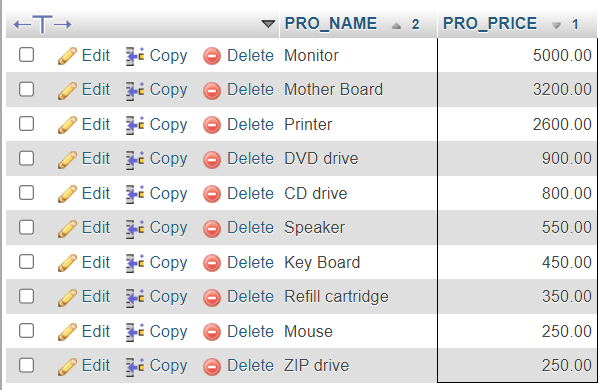 PRO_NAME 2 PRO_PRICE 1
Edit Copy Delete Monitor 5000.00
Edit Copy Delete Mother Board 3200.00
Edit Copy Delete Printer 2600.00
Edit Copy Delete DVD drive 900.00
Edit Copy Delete CD drive 800.00
Edit Copy Delete Speaker 550.00
Edit Copy Delete Key Board 450.00
Edit Copy Delete Refill cartridge 350.00
Edit Copy Delete Mouse 250.00
Edit Copy Delete ZIP drive 250.00